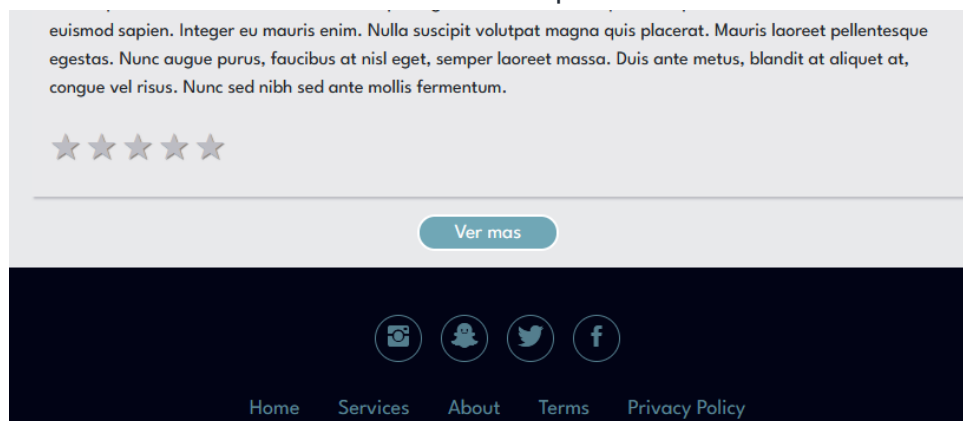 euismod sapien. Integer eu mauris enim. Nulla suscipit volutpat magna quis placerat. Mauris laoreet pellentesque
egestas. Nunc augue purus, faucibus at nisl eget, semper laoreet massa. Duis ante metus, blandit at aliquet at,
congue vel risus. Nunc sed nibh sed ante mollis fermentum.
Ver mas
Home Services About Terms Privacy Policy